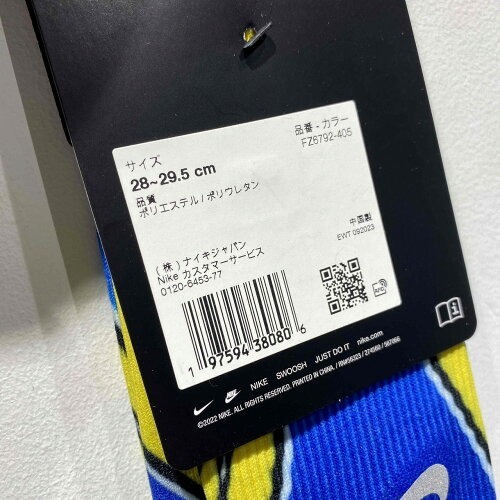 サイズ
28~29.5 cm
品番 - カラー
FZ6792-405
品質
ポリエステル / ポリウレタン
中国製
EWT 092023
(株) ナイキジャパン
Nike カスタマーサービス
0120-6453-77
1 97594 38080 6
NIKE SWOOSH JUST DO IT nike.com
©2022 NIKE. ALL RIGHTS RESERVED.